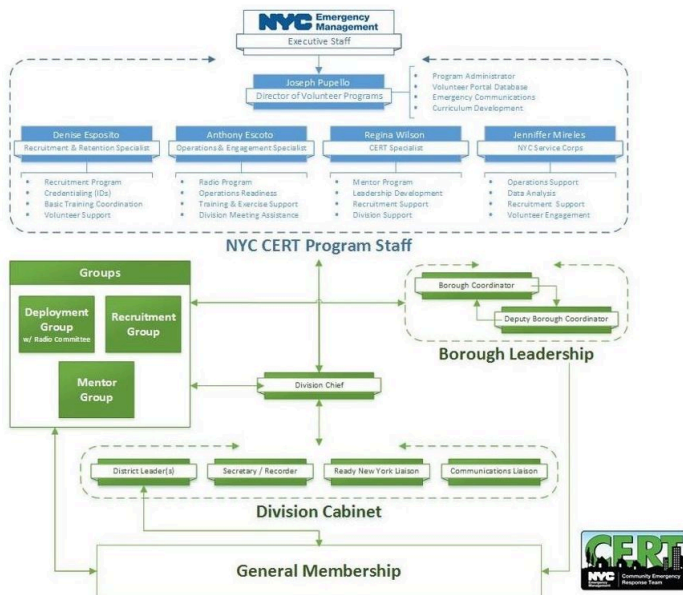 NYC Emergency
Management
Executive Staff
Joseph Pupello
Director of Volunteer Programs
Program Administrator
Volunteer Portal Database
Emergency Communications
Curriculum Development
Denise Esposito
Recruitment & Retention Specialist
Recruitment Program
Credentialing (IDs)
Basic Training Coordination
Volunteer Support
Anthony Escoto
Operations & Engagement Specialist
Radio Program
Operations Readiness
Training & Exercise Support
Division Meeting Assistance
Regina Wilson
CERT Specialist
Mentor Program
Leadership Development
Recruitment Support
Division Support
Jenniffer Mireles
NYC Service Corps
Operations Support
Data Analysis
Recruitment Support
Volunteer Engagement
NYC CERT Program Staff
Groups
Deployment
Group
w/ Radio Committee
Recruitment
Group
Mentor
Group
Borough Coordinator
Deputy Borough Coordinator
Borough Leadership
Division Chief
District Leader(s)
Secretary / Recorder
Ready New York Liaison
Communications Liaison
Division Cabinet
General Membership
CERT
NYC Emergency
Management
Community Emergency
Response Team